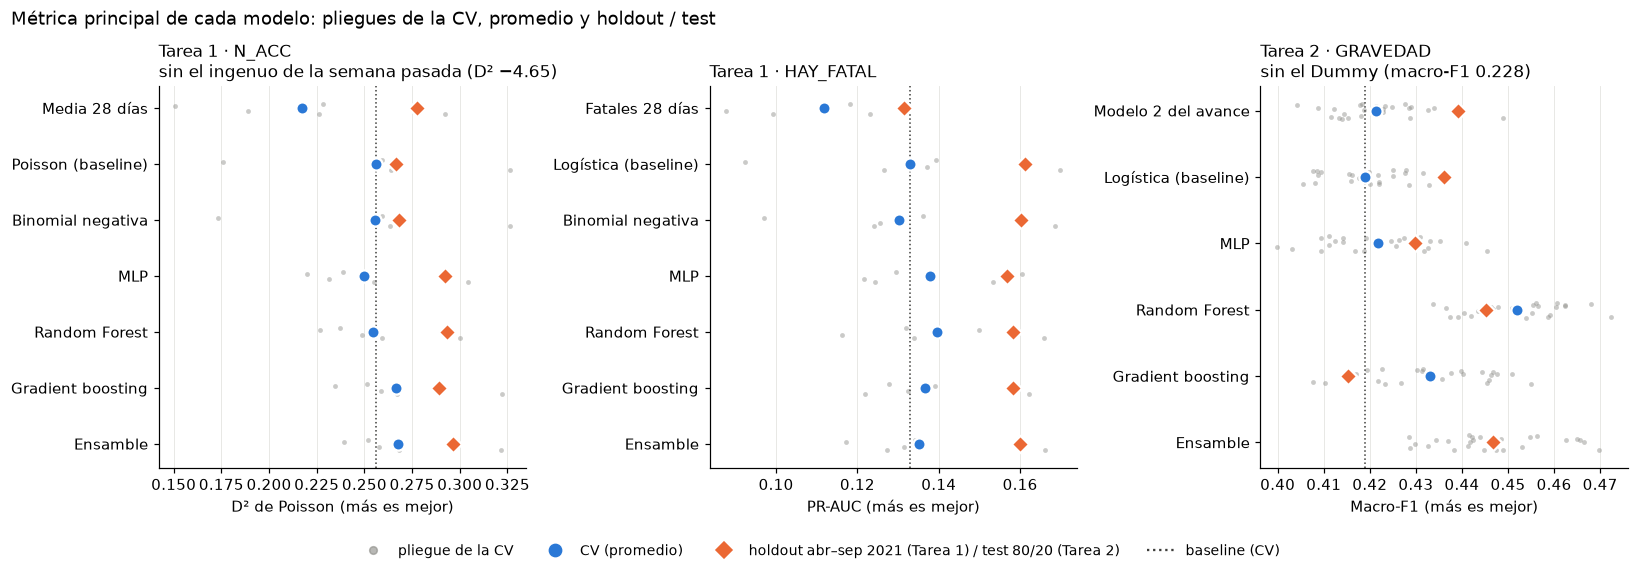 Métrica principal de cada modelo: pliegues de la CV, promedio y holdout / test
Tarea 1 · N_ACC
sin el ingenuo de la semana pasada (D² −4.65)
Media 28 días
Poisson (baseline)
Binomial negativa
MLP
Random Forest
Gradient boosting
Ensamble
0.150 0.175 0.200 0.225 0.250 0.275 0.300 0.325
D² de Poisson (más es mejor)
Tarea 1 · HAY_FATAL
Fatales 28 días
Logística (baseline)
Binomial negativa
MLP
Random Forest
Gradient boosting
Ensamble
0.10 0.12 0.14 0.16
PR-AUC (más es mejor)
Tarea 2 · GRAVEDAD
sin el Dummy (macro-F1 0.228)
Modelo 2 del avance
Logística (baseline)
MLP
Random Forest
Gradient boosting
Ensamble
0.40 0.41 0.42 0.43 0.44 0.45 0.46 0.47
Macro-F1 (más es mejor)
pliegue de la CV
CV (promedio)
holdout abr–sep 2021 (Tarea 1) / test 80/20 (Tarea 2)
baseline (CV)